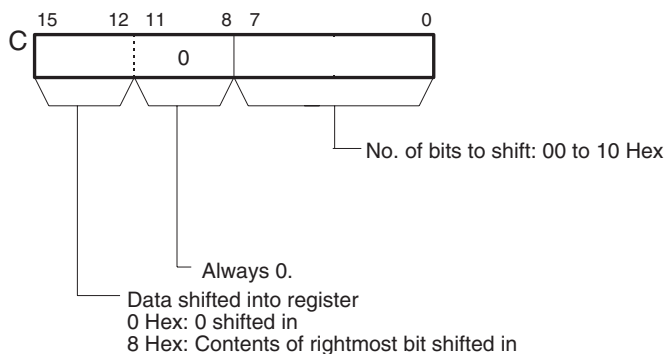 15 12 11 8 7 0
C
0
No. of bits to shift: 00 to 10 Hex
Always 0.
Data shifted into register
0 Hex: 0 shifted in
8 Hex: Contents of rightmost bit shifted in